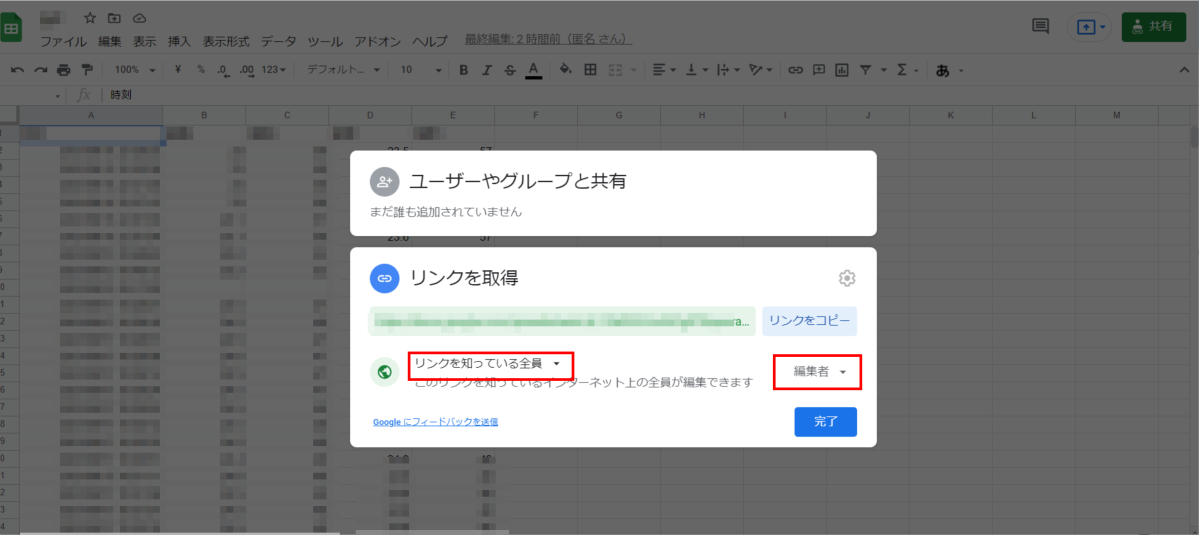 ファイル 編集 表示 挿入 表示形式 データ ツール アドオン ヘルプ 最終編集: 2 時間前（匿名 さん）
共有
100% ¥ % .0 .00 123 デフォルト... 10 B I S A Σ あ
fx 時刻
A B C D E F G H I J K L M
ユーザーやグループと共有
まだ誰も追加されていません
23.0 57
リンクを取得
a...
リンクをコピー
リンクを知っている全員
編集者
このリンクを知っているインターネット上の全員が編集できます
Google にフィードバックを送信
完了